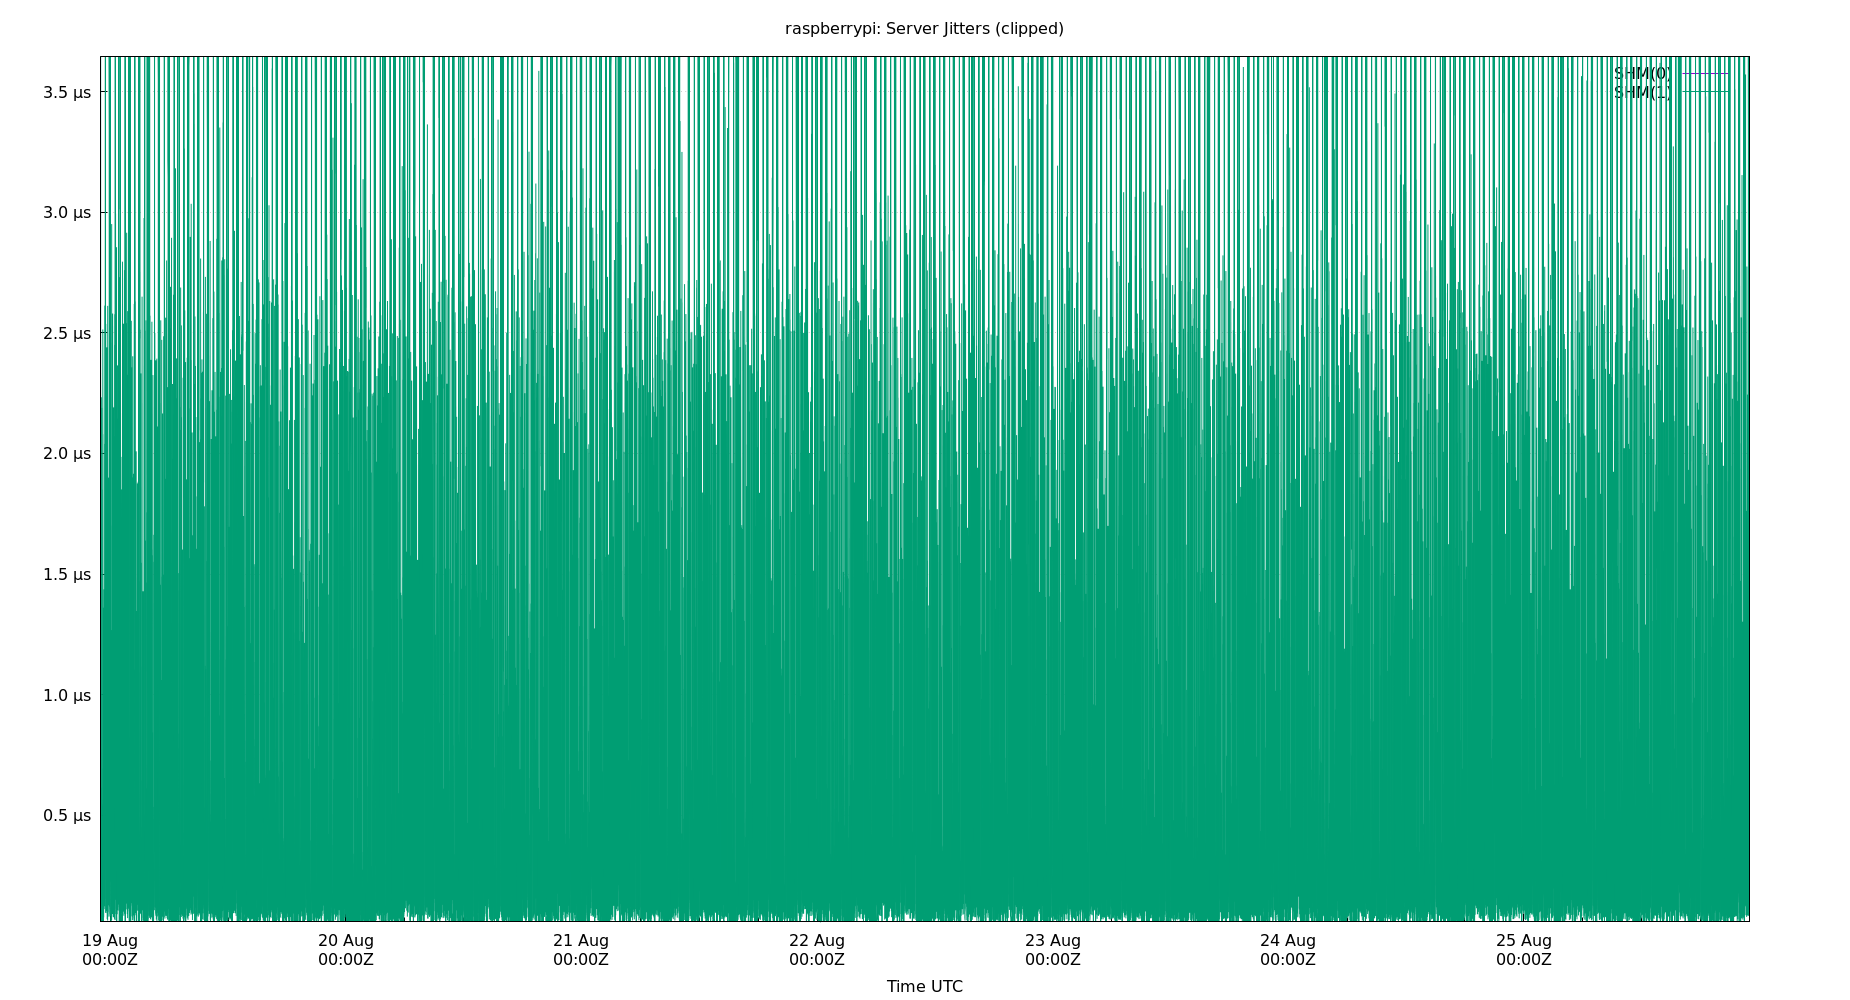 raspberrypi: Server Jitters (clipped)
SHM(0)
SHM(1)
3.5 µs
3.0 µs
2.5 µs
2.0 µs
1.5 µs
1.0 µs
0.5 µs
19 Aug 20 Aug 21 Aug 22 Aug 23 Aug 24 Aug 25 Aug
00:00Z 00:00Z 00:00Z 00:00Z 00:00Z 00:00Z 00:00Z
Time UTC